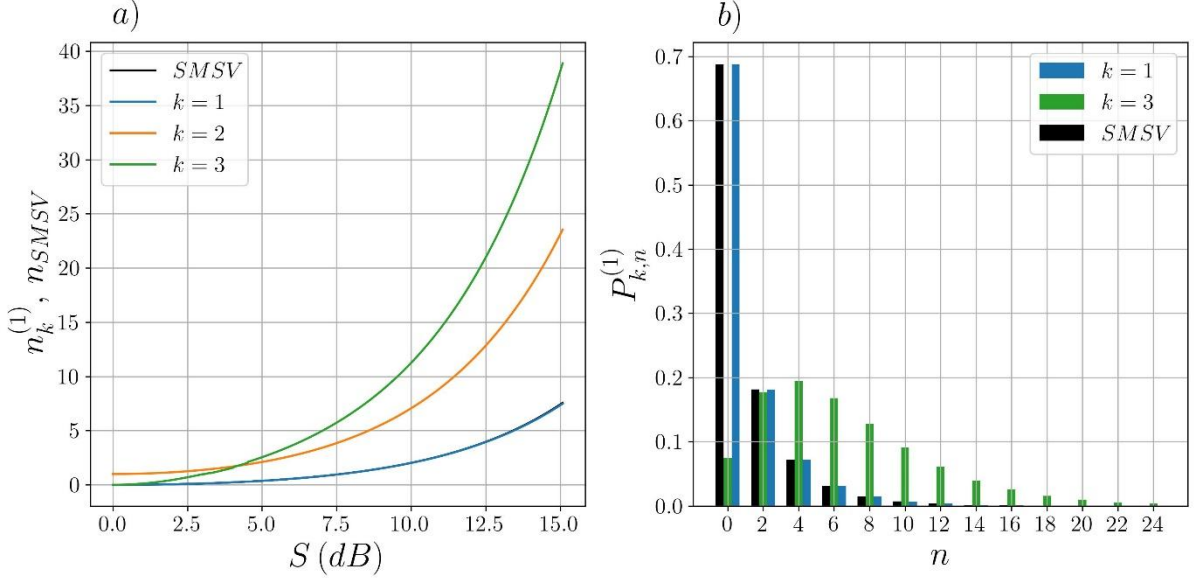 a)
40
35
30
25
20
15
10
5
0
n_k^{(1)} , n_{SMSV}
SMSV
k = 1
k = 2
k = 3
0.0 2.5 5.0 7.5 10.0 12.5 15.0
S (dB)
b)
0.7
0.6
0.5
0.4
0.3
0.2
0.1
0.0
P_{k,n}^{(1)}
k = 1
k = 3
SMSV
0 2 4 6 8 10 12 14 16 18 20 22 24
n